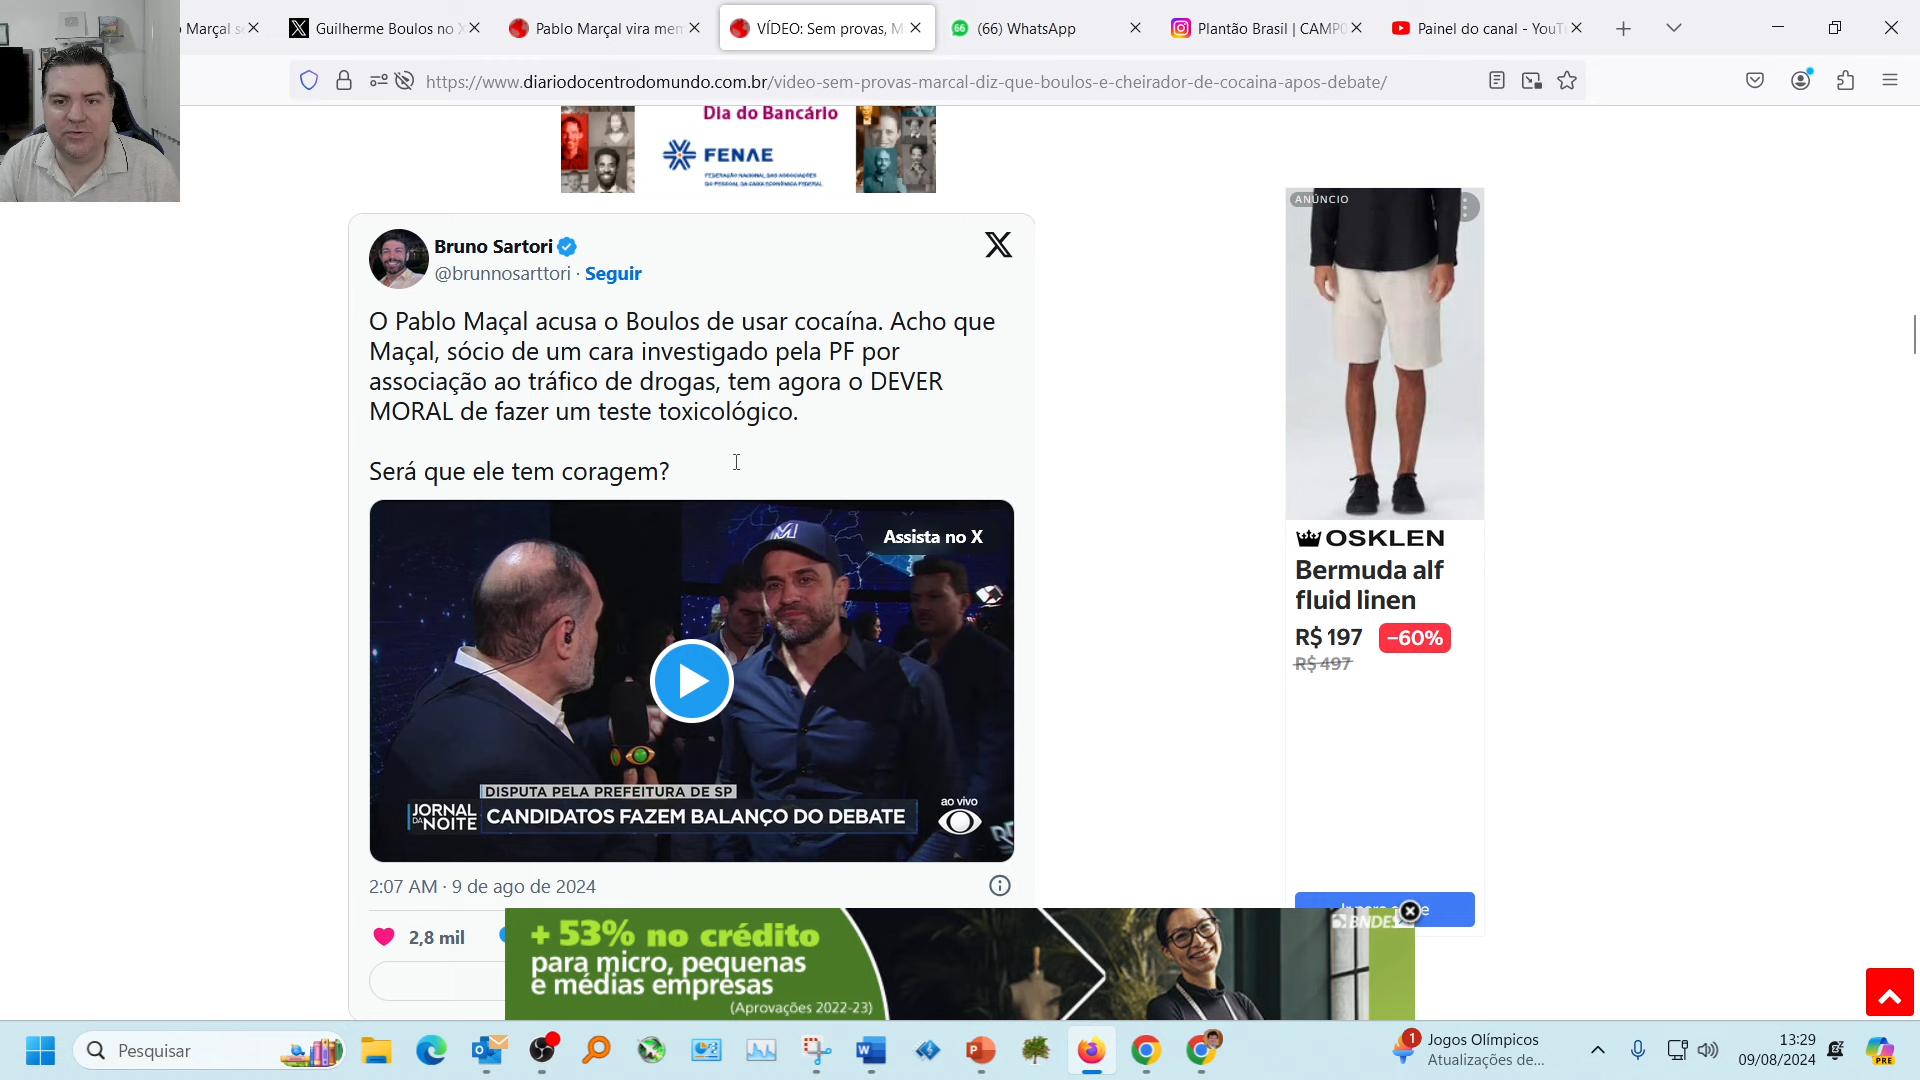 Marçal s
Guilherme Boulos no X
Pablo Marçal vira mem
VÍDEO: Sem provas, M
(66) WhatsApp
Plantão Brasil | CAMPO
Painel do canal - YouTu
https://www.diariodocentrodomundo.com.br/video-sem-provas-marcal-diz-que-boulos-e-cheirador-de-cocaina-apos-debate/
Dia do Bancário
FENAE
FEDERAÇÃO NACIONAL DAS ASSOCIAÇÕES
DO PESSOAL DA CAIXA ECONÔMICA FEDERAL
Bruno Sartori
@brunnosarttori · Seguir
O Pablo Maçal acusa o Boulos de usar cocaína. Acho que
Maçal, sócio de um cara investigado pela PF por
associação ao tráfico de drogas, tem agora o DEVER
MORAL de fazer um teste toxicológico.
Será que ele tem coragem?
Assista no X
M
DISPUTA PELA PREFEITURA DE SP
JORNAL
DA NOITE
CANDIDATOS FAZEM BALANÇO DO DEBATE
ao vivo
2:07 AM · 9 de ago de 2024
2,8 mil
ANÚNCIO
OSKLEN
Bermuda alf
fluid linen
R$ 197
-60%
R$ 497
+ 53% no crédito
para micro, pequenas
e médias empresas
(Aprovações 2022-23)
BNDES
Pesquisar
1
Jogos Olímpicos
Atualizações de...
13:29
09/08/2024
PRE